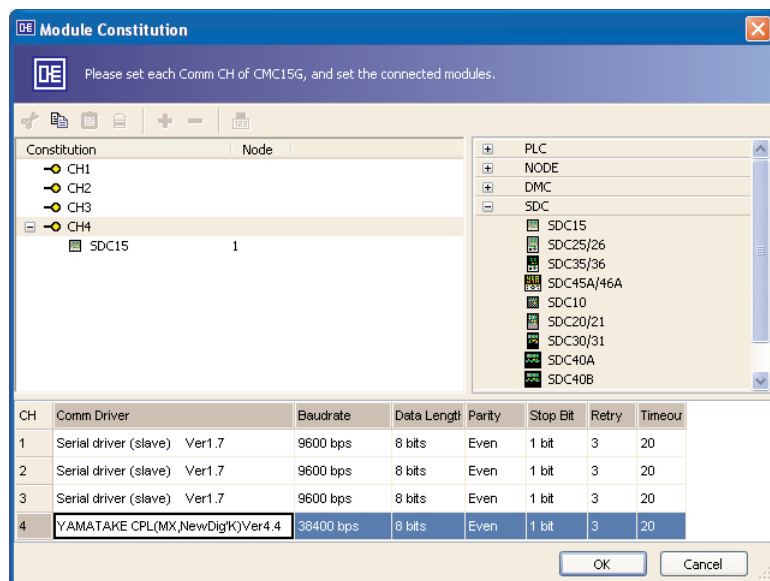 Module Constitution
Please set each Comm CH of CMC15G, and set the connected modules.
Constitution Node
CH1
CH2
CH3
CH4
SDC15 1
PLC
NODE
DMC
SDC
SDC15
SDC25/26
SDC35/36
SDC45A/46A
SDC10
SDC20/21
SDC30/31
SDC40A
SDC40B
CH Comm Driver Baudrate Data Length Parity Stop Bit Retry Timeou
1 Serial driver (slave) Ver1.7 9600 bps 8 bits Even 1 bit 3 20
2 Serial driver (slave) Ver1.7 9600 bps 8 bits Even 1 bit 3 20
3 Serial driver (slave) Ver1.7 9600 bps 8 bits Even 1 bit 3 20
4 YAMATAKE CPL(MX,NewDig'K)Ver4.4 38400 bps 8 bits Even 1 bit 3 20
OK Cancel